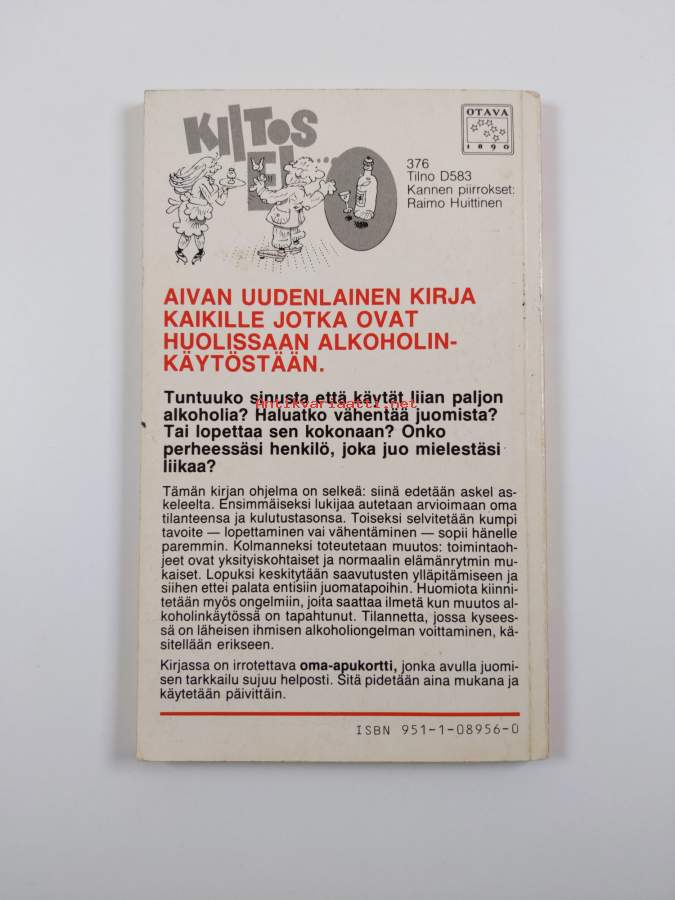 KIITOS
EI...
OTAVA
1890
376
Tilno D583
Kannen piirrokset:
Raimo Huittinen
AIVAN UUDENLAINEN KIRJA
KAIKILLE JOTKA OVAT
HUOLISSAAN ALKOHOLIN-
KÄYTÖSTÄÄN.
Tuntuuko sinusta että käytät liian paljon
Antikvariaatti.net
alkoholia? Haluatko vähentää juomista?
Tai lopettaa sen kokonaan? Onko
perheessäsi henkilö, joka juo mielestäsi
liikaa?
Tämän kirjan ohjelma on selkeä: siinä edetään askel as-
keleelta. Ensimmäiseksi lukijaa autetaan arvioimaan oma
tilanteensa ja kulutustasonsa. Toiseksi selvitetään kumpi
tavoite — lopettaminen vai vähentäminen — sopii hänelle
paremmin. Kolmanneksi toteutetaan muutos: toimintaoh-
jeet ovat yksityiskohtaiset ja normaalin elämänrytmin mu-
kaiset. Lopuksi keskitytään saavutusten ylläpitämiseen ja
siihen ettei palata entisiin juomatapoihin. Huomiota kiinni-
tetään myös ongelmiin, joita saattaa ilmetä kun muutos al-
koholinkäytössä on tapahtunut. Tilannetta, jossa kysees-
sä on läheisen ihmisen alkoholiongelman voittaminen, kä-
sitellään erikseen.
Kirjassa on irrotettava oma-apukortti, jonka avulla juomi-
sen tarkkailu sujuu helposti. Sitä pidetään aina mukana ja
käytetään päivittäin.
ISBN 951-1-08956-0